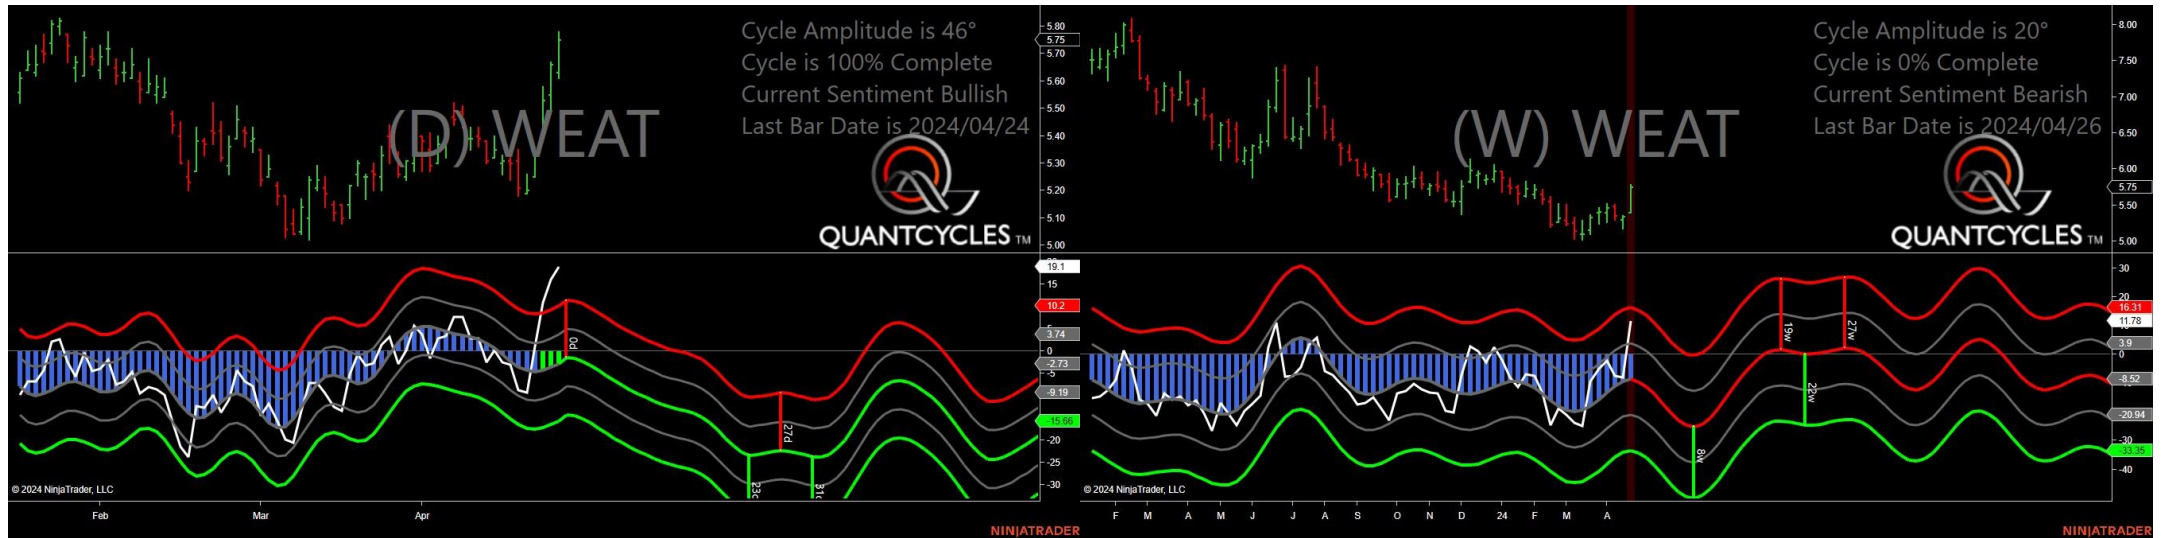 Cycle Amplitude is 46°
Cycle is 100% Complete
Current Sentiment Bullish
Last Bar Date is 2024/04/24
(D) WEAT
QUANTCYCLES TM
5.80
5.75
5.70
5.60
5.50
5.40
5.30
5.20
5.10
5.00
19.1
15
10.2
3.74
0
-2.73
-5
-9.19
-15.66
-20
-25
-30
0d
27d
© 2024 NinjaTrader, LLC
Feb Mar Apr
NINJATRADER
Cycle Amplitude is 20°
Cycle is 0% Complete
Current Sentiment Bearish
Last Bar Date is 2024/04/26
(W) WEAT
QUANTCYCLES TM
8.00
7.50
7.00
6.50
6.00
5.75
5.50
5.00
30
20
16.31
11.78
3.9
0
-8.52
-20.94
-30
-33.35
-40
19w
27w
22w
8w
© 2024 NinjaTrader, LLC
F M A M J J A S O N D 24 F M A
NINJATRADER